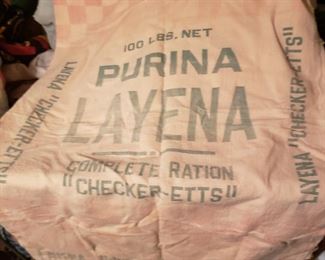 100 LBS. NET
PURINA
LAYENA
COMPLETE RATION
"CHECKER-ETTS"
LAYENA "CHECKER-ETTS"
LAYENA "CHECKER-ETTS"